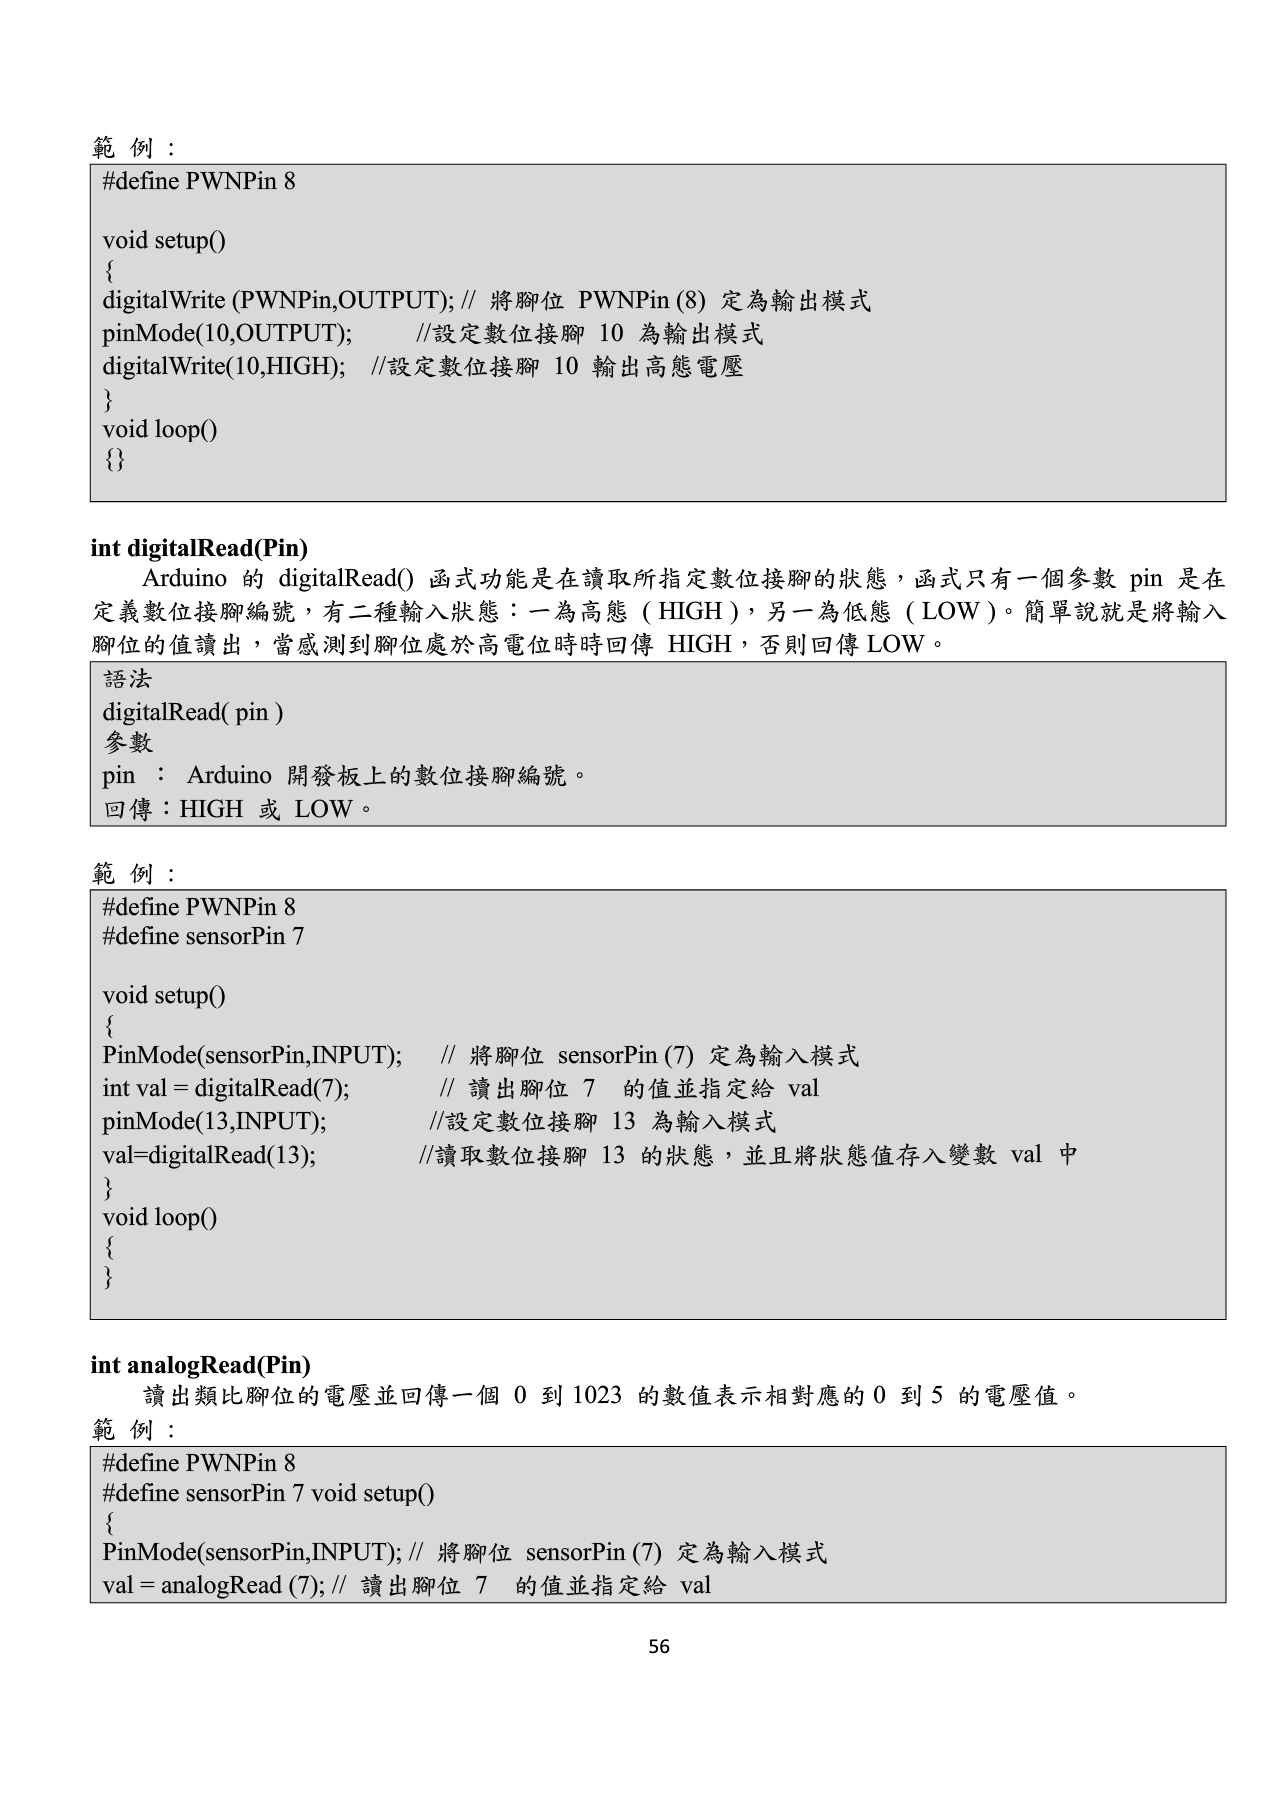 範 例：
#define PWNPin 8
void setup()
{
digitalWrite (PWNPin,OUTPUT); // 將腳位 PWNPin (8) 定為輸出模式
pinMode(10,OUTPUT); //設定數位接腳 10 為輸出模式
digitalWrite(10,HIGH); //設定數位接腳 10 輸出高態電壓
}
void loop()
{}
int digitalRead(Pin)
Arduino 的 digitalRead() 函式功能是在讀取所指定數位接腳的狀態，函式只有一個參數 pin 是在
定義數位接腳編號，有二種輸入狀態：一為高態 ( HIGH )，另一為低態 ( LOW )。簡單說就是將輸入
腳位的值讀出，當感測到腳位處於高電位時時回傳 HIGH，否則回傳 LOW。
語法
digitalRead( pin )
參數
pin ： Arduino 開發板上的數位接腳編號。
回傳：HIGH 或 LOW。
範 例：
#define PWNPin 8
#define sensorPin 7
void setup()
{
PinMode(sensorPin,INPUT); // 將腳位 sensorPin (7) 定為輸入模式
int val = digitalRead(7); // 讀出腳位 7 的值並指定給 val
pinMode(13,INPUT); //設定數位接腳 13 為輸入模式
val=digitalRead(13); //讀取數位接腳 13 的狀態，並且將狀態值存入變數 val 中
}
void loop()
{
}
int analogRead(Pin)
讀出類比腳位的電壓並回傳一個 0 到 1023 的數值表示相對應的 0 到 5 的電壓值。
範 例：
#define PWNPin 8
#define sensorPin 7 void setup()
{
PinMode(sensorPin,INPUT); // 將腳位 sensorPin (7) 定為輸入模式
val = analogRead (7); // 讀出腳位 7 的值並指定給 val
56